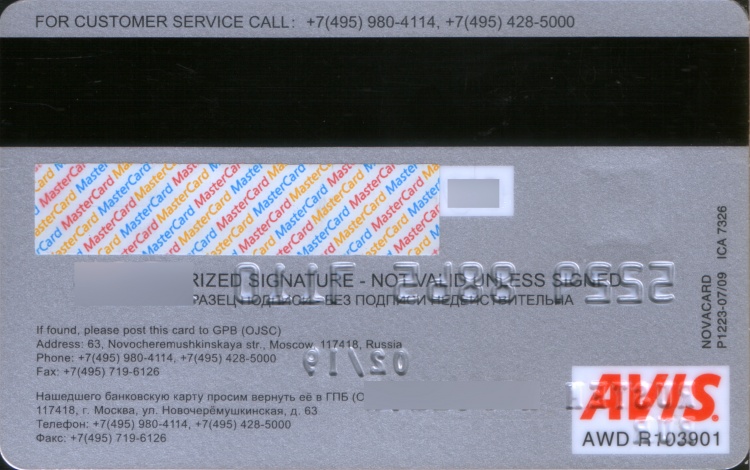 FOR CUSTOMER SERVICE CALL: +7(495) 980-4114, +7(495) 428-5000
MasterCard MasterCard MasterCard MasterCard
RIZED SIGNATURE - NOT VALID UNLESS SIGNED
РАЗЕЦ ПОДПИСИ БЕЗ ПОДПИСИ НЕДЕЙСТВИТЕЛЬНА
If found, please post this card to GPB (OJSC)
Address: 63, Novocheremushkinskaya str., Moscow, 117418, Russia
Phone: +7(495) 980-4114, +7(495) 428-5000
Fax: +7(495) 719-6126
Нашедшего банковскую карту просим вернуть её в ГПБ (О
117418, г. Москва, ул. Новочерёмушкинская, д. 63
Телефон: +7(495) 980-4114, +7(495) 428-5000
Факс: +7(495) 719-6126
AVIS.
AWD R103901
NOVACARD
P1223-07/09 ICA 7326